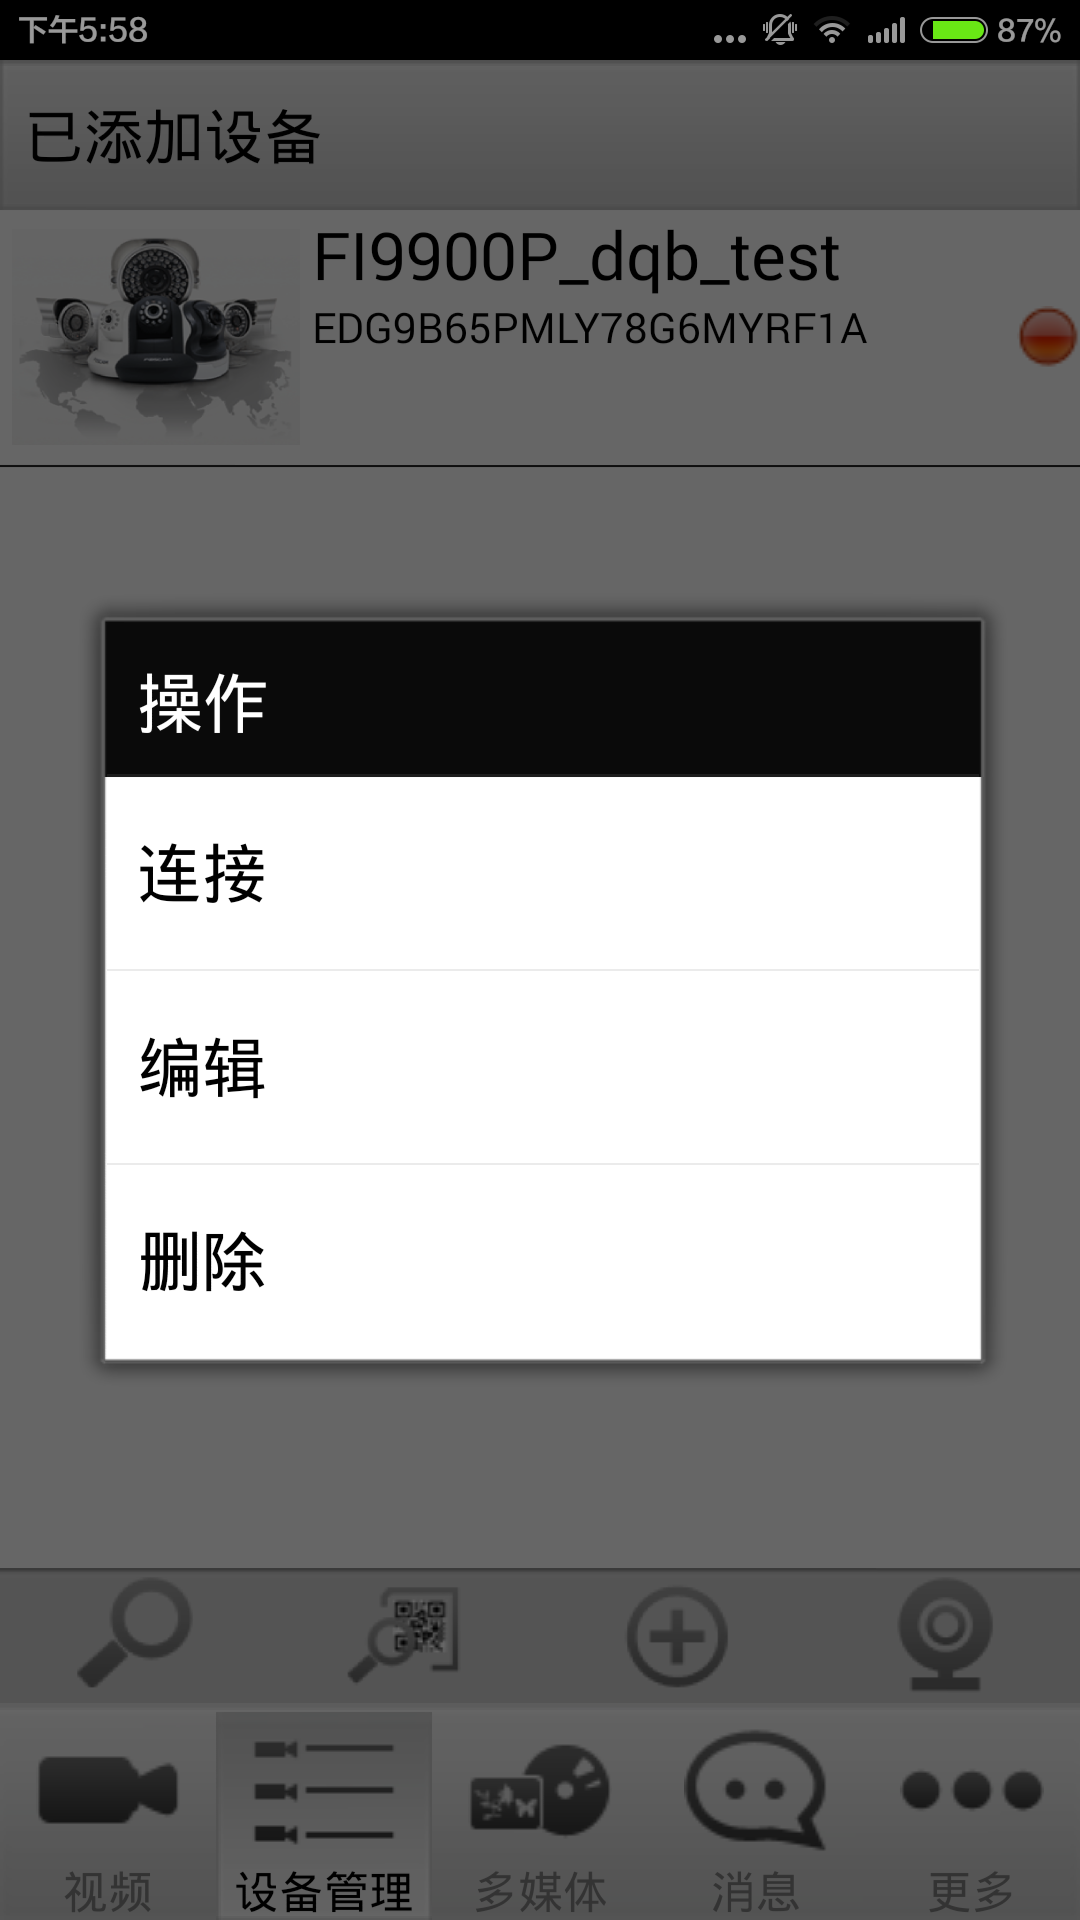 下午5:58
87%
已添加设备
FI9900P_dqb_test
EDG9B65PMLY78G6MYRF1A
操作
连接
编辑
删除
视频
设备管理
多媒体
消息
更多